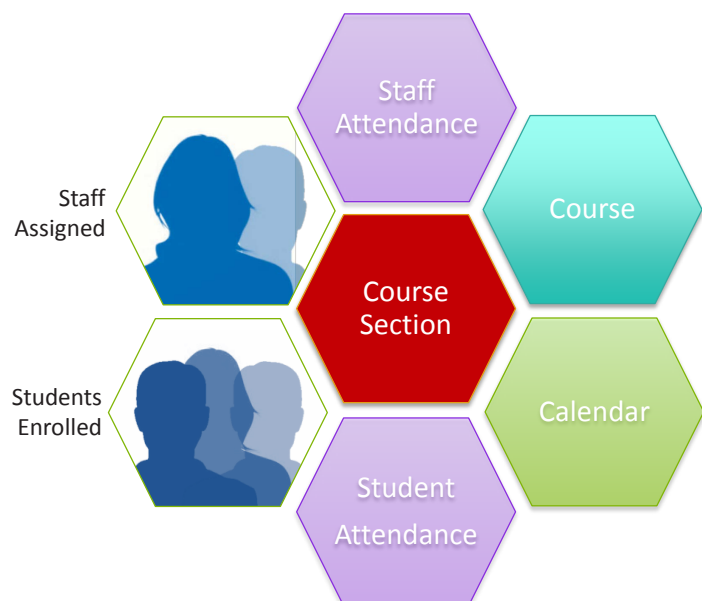 Staff
Attendance
Staff
Assigned
Course
Course
Section
Students
Enrolled
Calendar
Student
Attendance